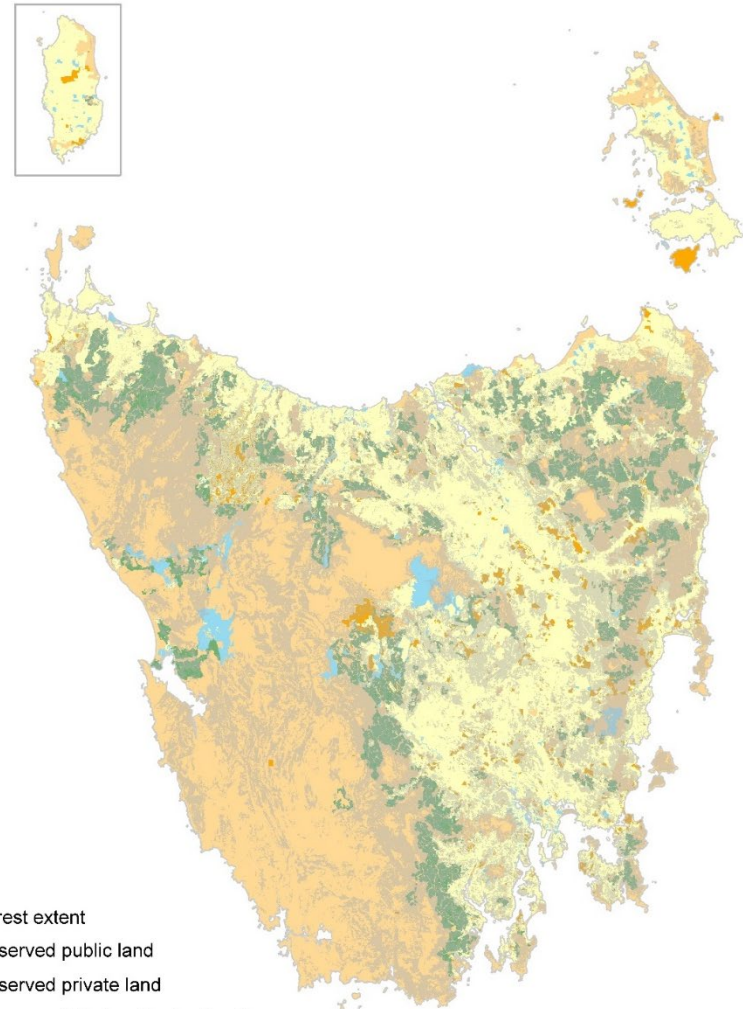 rest extent
served public land
served private land